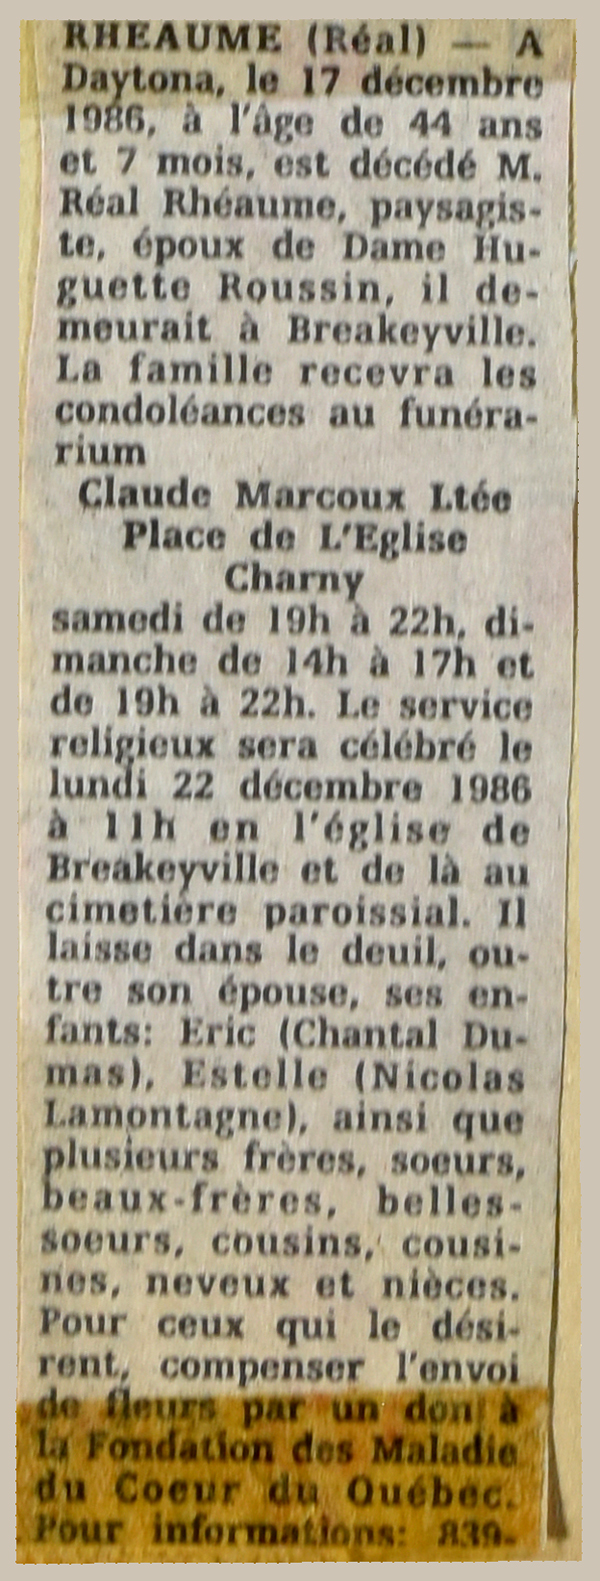 RHEAUME (Réal) — A
Daytona, le 17 décembre
1986, à l'âge de 44 ans
et 7 mois, est décédé M.
Réal Rhéaume, paysagis-
te, époux de Dame Hu-
guette Roussin, il de-
meurait à Breakeyville.
La famille recevra les
condoléances au funéra-
rium
Claude Marcoux Ltée
Place de L'Eglise
Charny
samedi de 19h à 22h, di-
manche de 14h à 17h et
de 19h à 22h. Le service
religieux sera célébré le
lundi 22 décembre 1986
à 11h en l'église de
Breakeyville et de là au
cimetière paroissial. Il
laisse dans le deuil, ou-
tre son épouse, ses en-
fants: Eric (Chantal Du-
mas), Estelle (Nicolas
Lamontagne), ainsi que
plusieurs frères, soeurs,
beaux-frères, belles-
soeurs, cousins, cousi-
nes, neveux et nièces.
Pour ceux qui le dési-
rent, compenser l'envoi
de fleurs par un don à
la Fondation des Maladie
du Coeur du Québec.
Pour informations: 839-